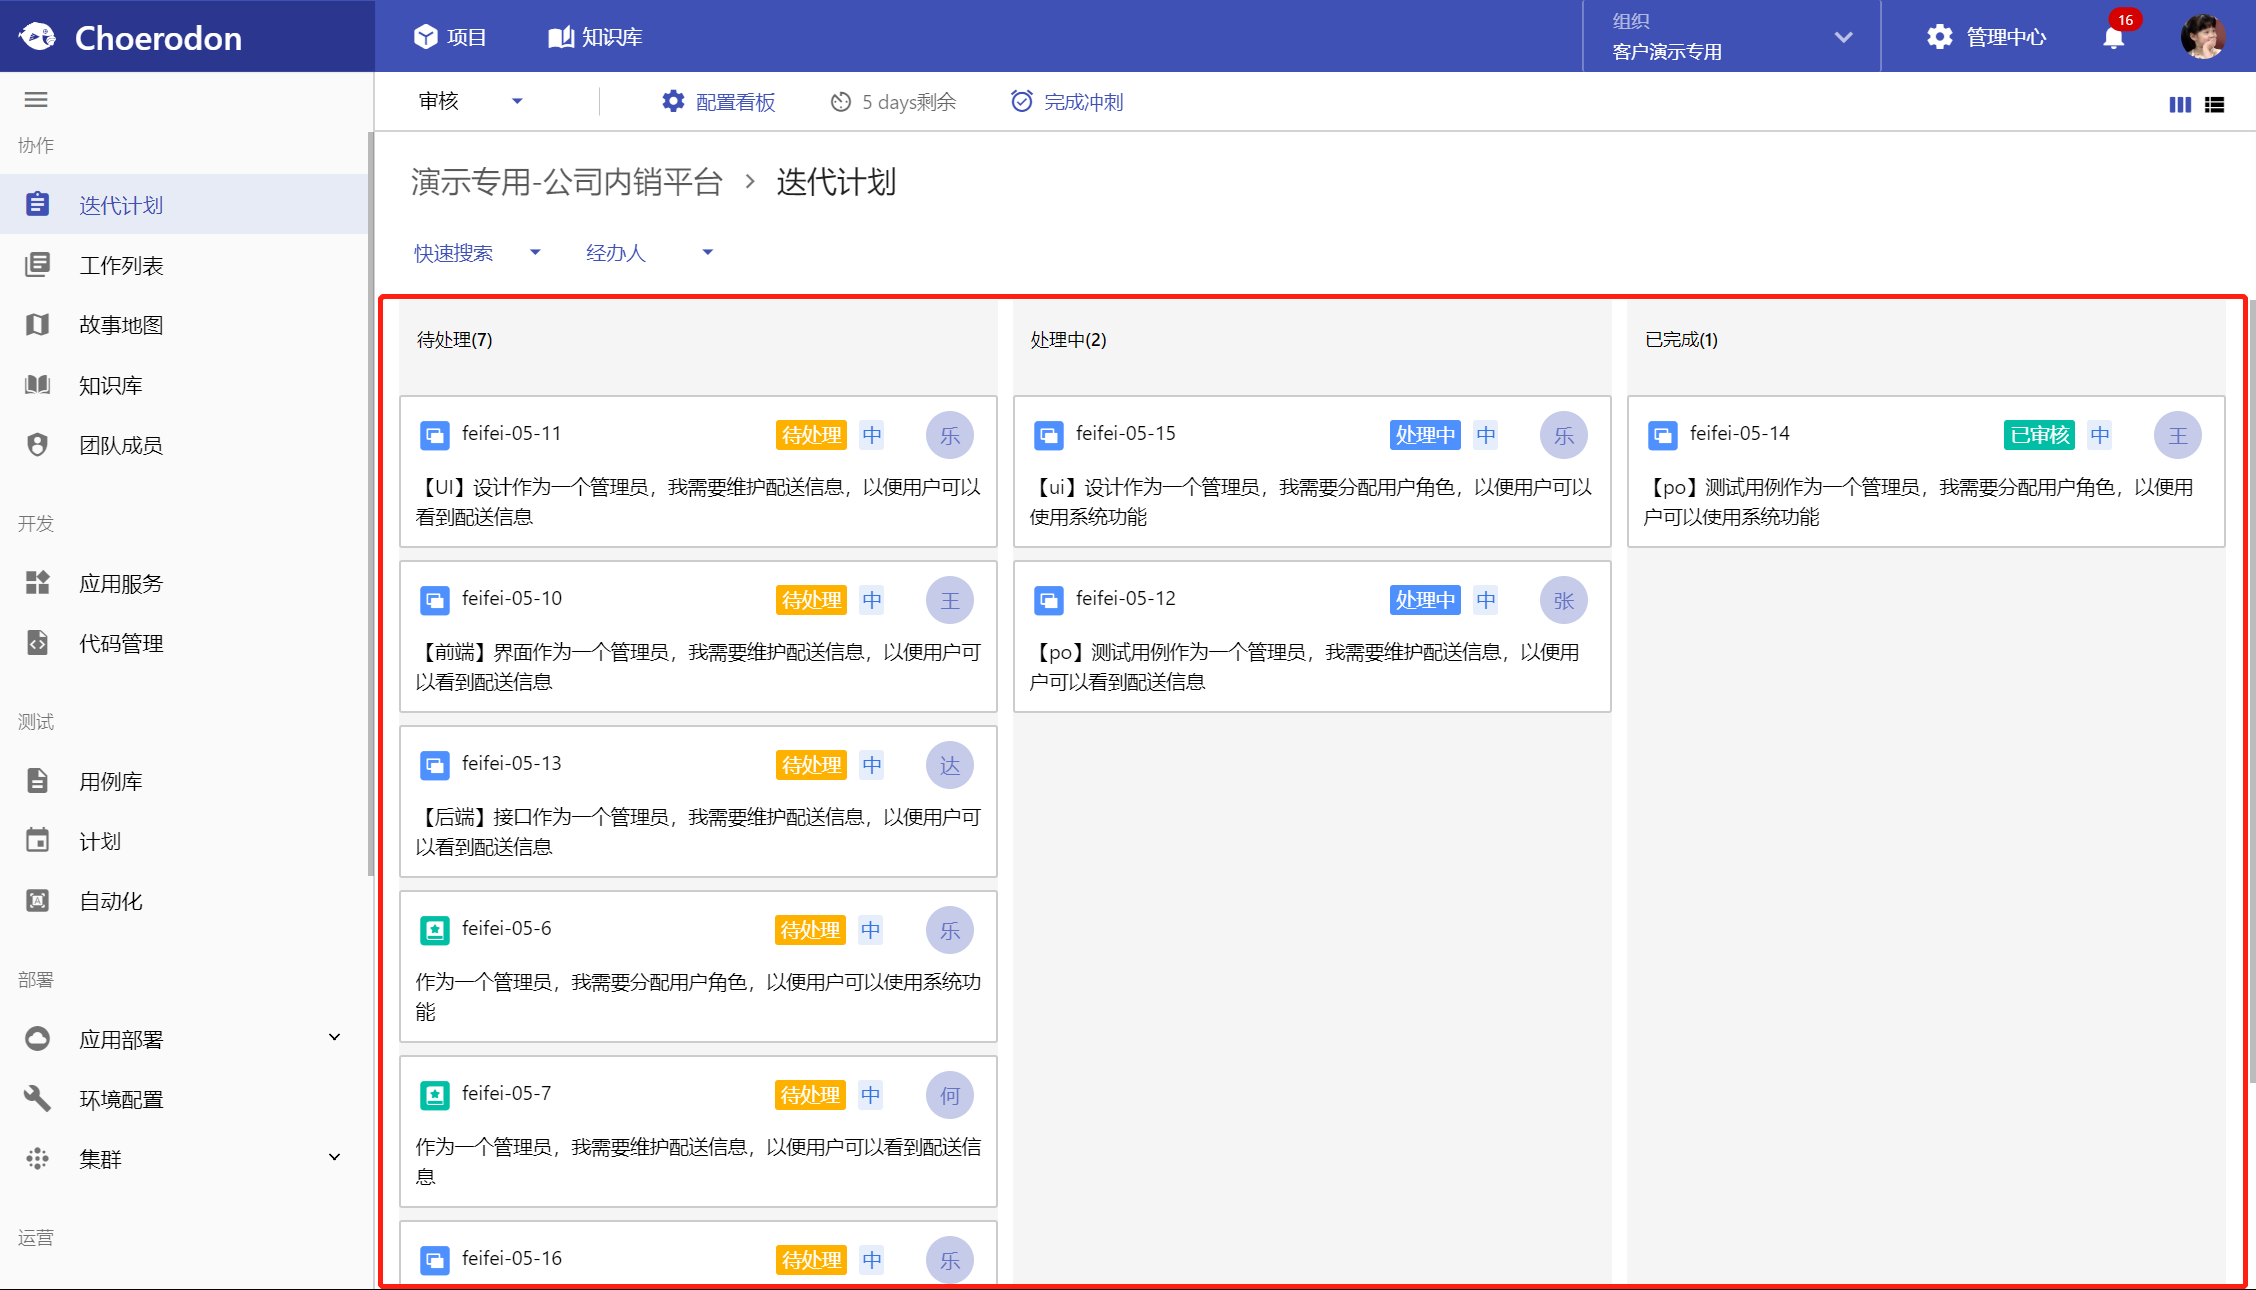 Choerodon
项目
知识库
组织
客户演示专用
管理中心
16
审核
配置看板
5 days剩余
完成冲刺
协作
迭代计划
工作列表
故事地图
知识库
团队成员
开发
应用服务
代码管理
测试
用例库
计划
自动化
部署
应用部署
环境配置
集群
运营
演示专用-公司内销平台 > 迭代计划
快速搜索
经办人
待处理(7)
feifei-05-11
待处理
中
乐
【UI】设计作为一个管理员，我需要维护配送信息，以便用户可以
看到配送信息
feifei-05-10
待处理
中
王
【前端】界面作为一个管理员，我需要维护配送信息，以便用户可
以看到配送信息
feifei-05-13
待处理
中
达
【后端】接口作为一个管理员，我需要维护配送信息，以便用户可
以看到配送信息
feifei-05-6
待处理
中
乐
作为一个管理员，我需要分配用户角色，以便用户可以使用系统功
能
feifei-05-7
待处理
中
何
作为一个管理员，我需要维护配送信息，以便用户可以看到配送信
息
feifei-05-16
待处理
中
乐
处理中(2)
feifei-05-15
处理中
中
乐
【ui】设计作为一个管理员，我需要分配用户角色，以便用户可以
使用系统功能
feifei-05-12
处理中
中
张
【po】测试用例作为一个管理员，我需要维护配送信息，以便用
户可以看到配送信息
已完成(1)
feifei-05-14
已审核
中
王
【po】测试用例作为一个管理员，我需要分配用户角色，以便用
户可以使用系统功能